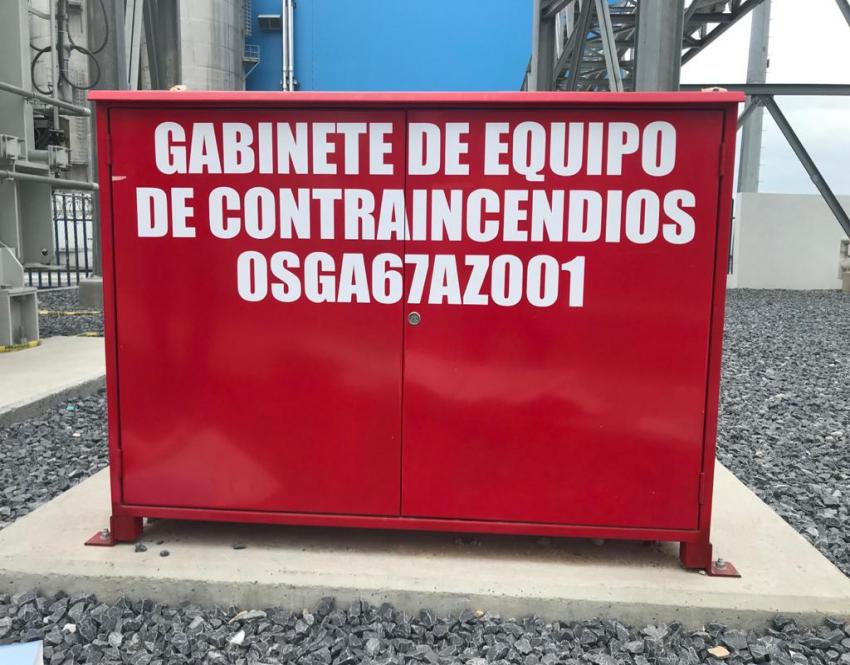 GABINETE DE EQUIPO
DE CONTRAINCENDIOS
0SGA67AZ001